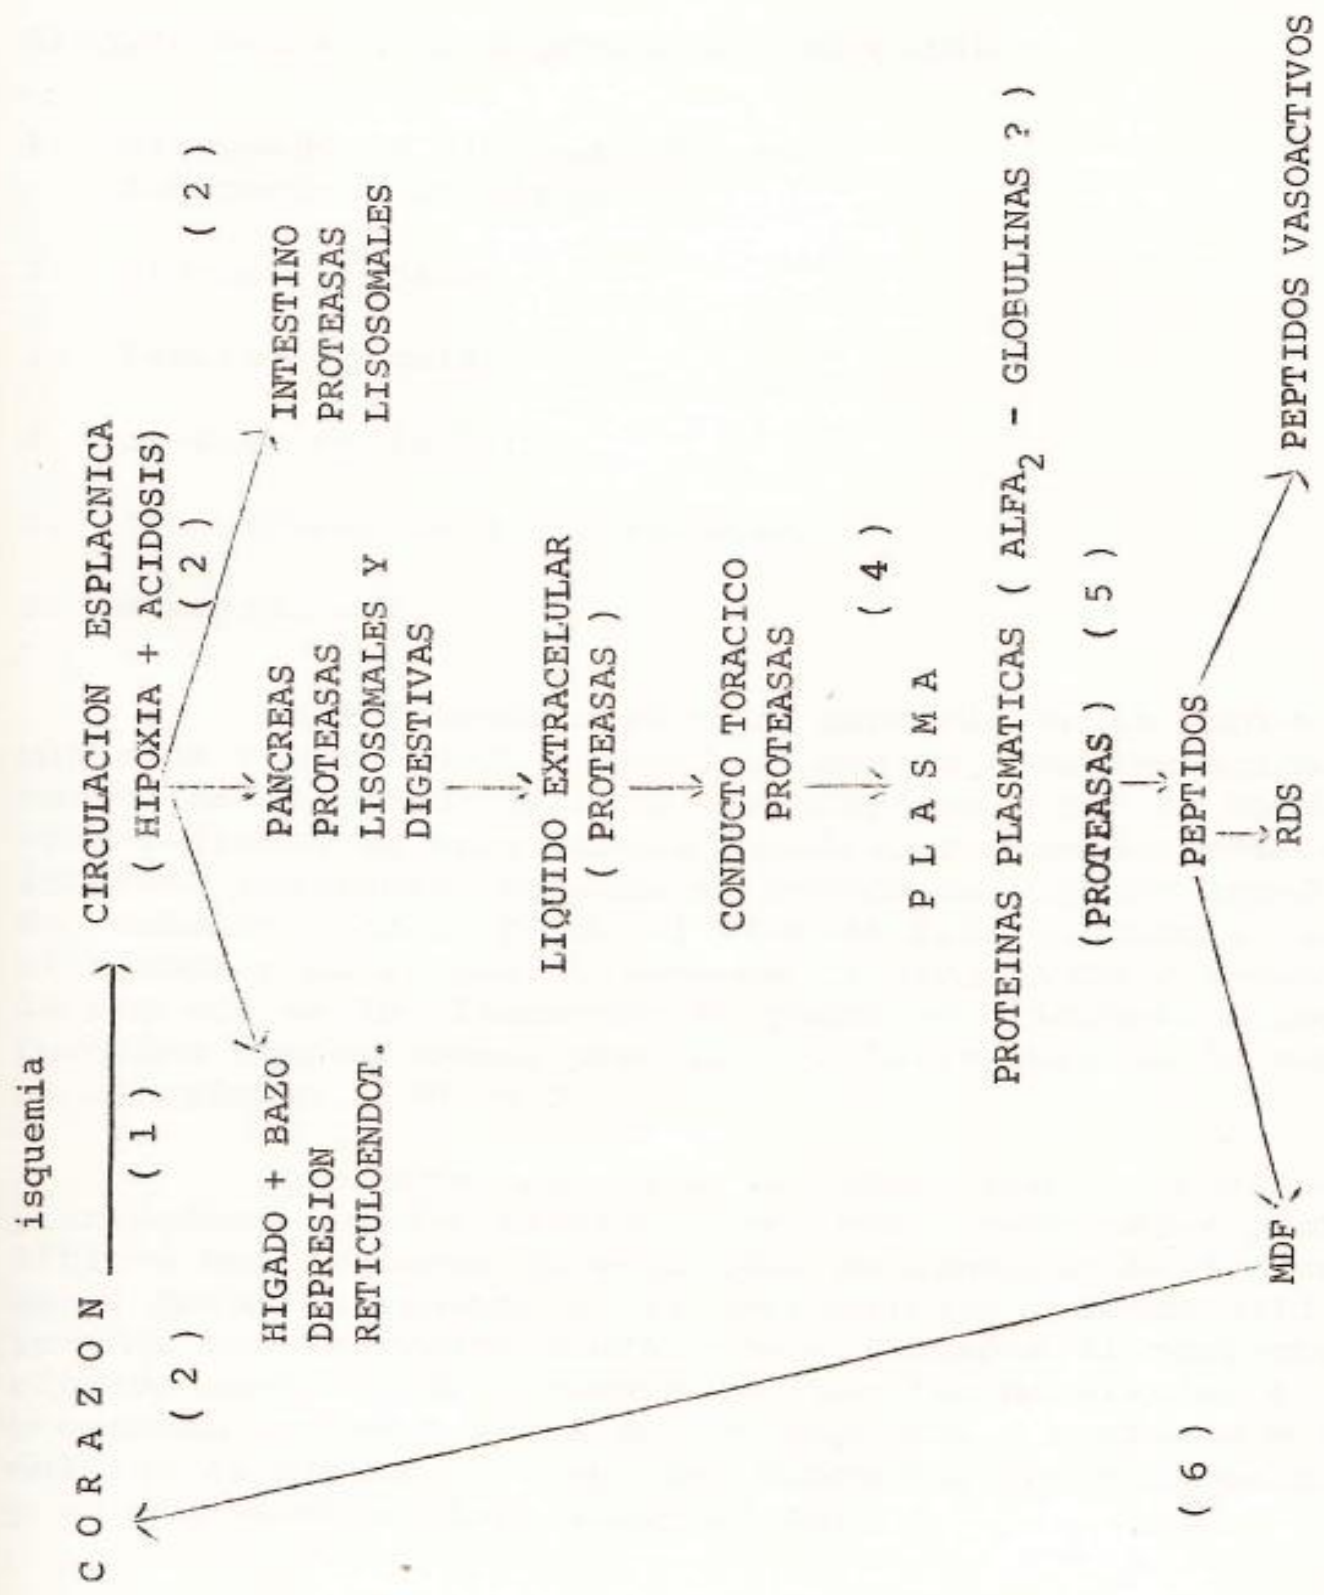 isquemia
C O R A Z O N CIRCULACION ESPLACNICA
( 1 ) ( HIPOXIA + ACIDOSIS)
( 2 ) ( 2 ) ( 2 )
HIGADO + BAZO PANCREAS INTESTINO
DEPRESION PROTEASAS PROTEASAS
RETICULOENDOT. LISOSOMALES Y LISOSOMALES
DIGESTIVAS
LIQUIDO EXTRACELULAR
( PROTEASAS )
CONDUCTO TORACICO
PROTEASAS
( 4 )
P L A S M A
PROTEINAS PLASMATICAS ( ALFA2 - GLOBULINAS ? )
(PROTEASAS) ( 5 )
( 6 ) PEPTIDOS
MDF RDS PEPTIDOS VASOACTIVOS